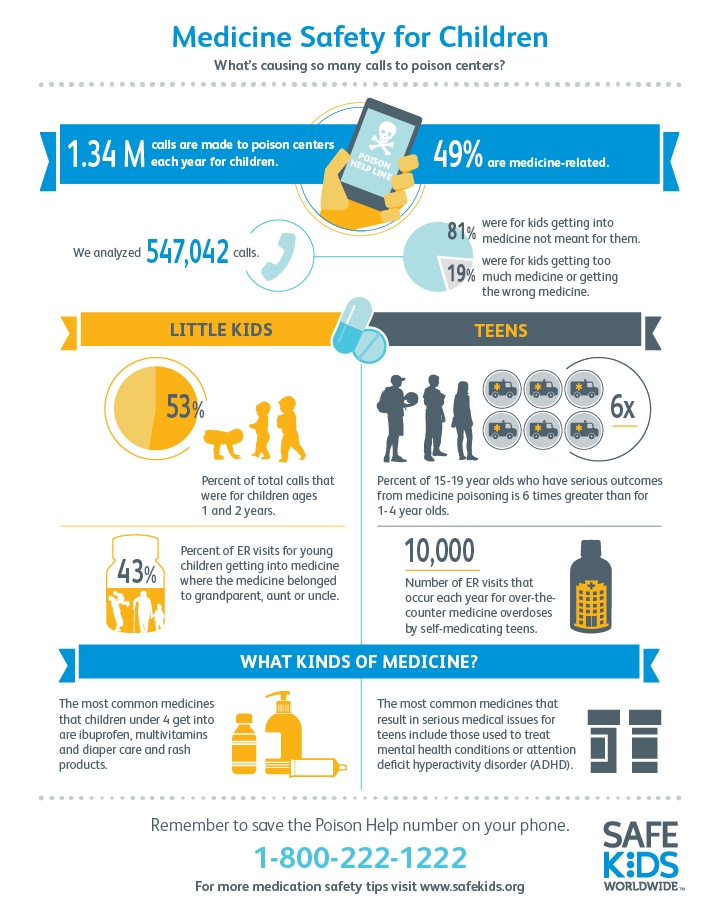 Medicine Safety for Children
What's causing so many calls to poison centers?
1.34 M
calls are made to poison centers
each year for children.
POISON
HELP LINE
49% are medicine-related.
We analyzed 547,042 calls.
81%
were for kids getting into
medicine not meant for them.
19%
were for kids getting too
much medicine or getting
the wrong medicine.
LITTLE KIDS
53%
Percent of total calls that
were for children ages
1 and 2 years.
43%
Percent of ER visits for young
children getting into medicine
where the medicine belonged
to grandparent, aunt or uncle.
TEENS
6x
Percent of 15-19 year olds who have serious outcomes
from medicine poisoning is 6 times greater than for
1-4 year olds.
10,000
Number of ER visits that
occur each year for over-the-
counter medicine overdoses
by self-medicating teens.
WHAT KINDS OF MEDICINE?
The most common medicines
that children under 4 get into
are ibuprofen, multivitamins
and diaper care and rash
products.
The most common medicines that
result in serious medical issues for
teens include those used to treat
mental health conditions or attention
deficit hyperactivity disorder (ADHD).
Remember to save the Poison Help number on your phone.
1-800-222-1222
For more medication safety tips visit www.safekids.org
SAFE
KIDS
WORLDWIDE™